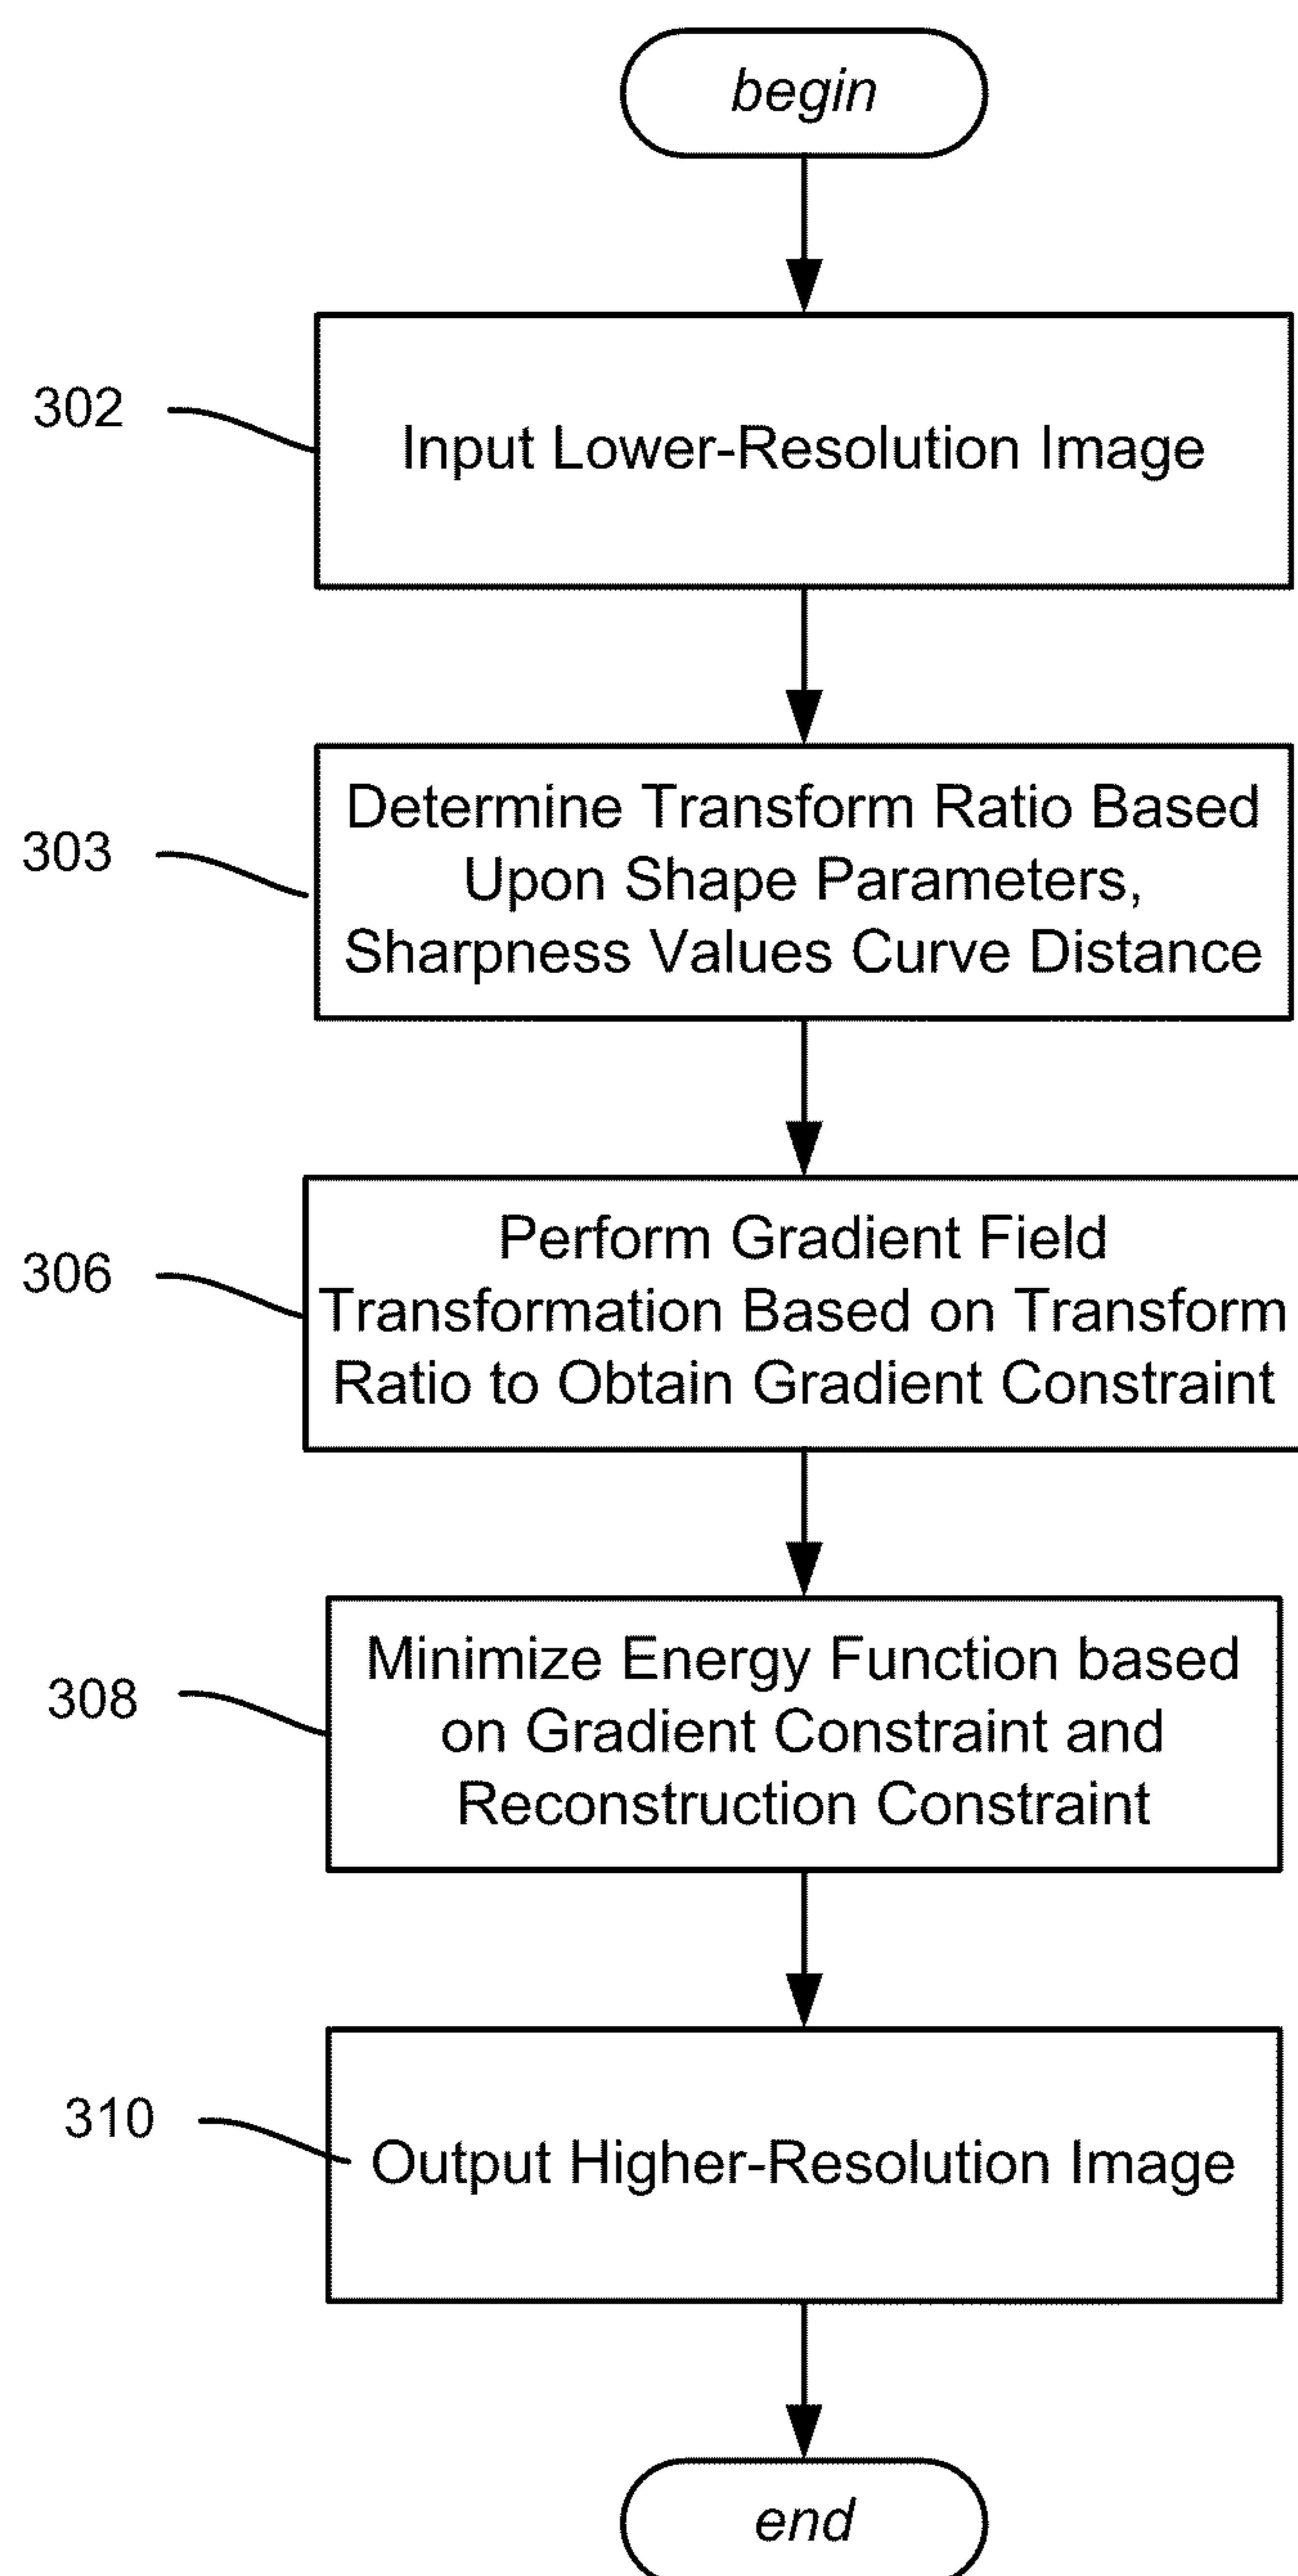 begin
302
Input Lower-Resolution Image
303
Determine Transform Ratio Based
Upon Shape Parameters,
Sharpness Values Curve Distance
306
Perform Gradient Field
Transformation Based on Transform
Ratio to Obtain Gradient Constraint
308
Minimize Energy Function based
on Gradient Constraint and
Reconstruction Constraint
310
Output Higher-Resolution Image
end